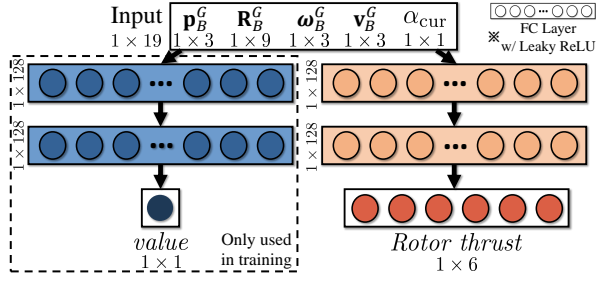 Input p_B^G R_B^G ω_B^G v_B^G α_cur
1 × 19 1 × 3 1 × 9 1 × 3 1 × 3 1 × 1
FC Layer
※ w/ Leaky ReLU
1 × 128
1 × 128
1 × 128
1 × 128
value
1 × 1
Only used
in training
Rotor thrust
1 × 6